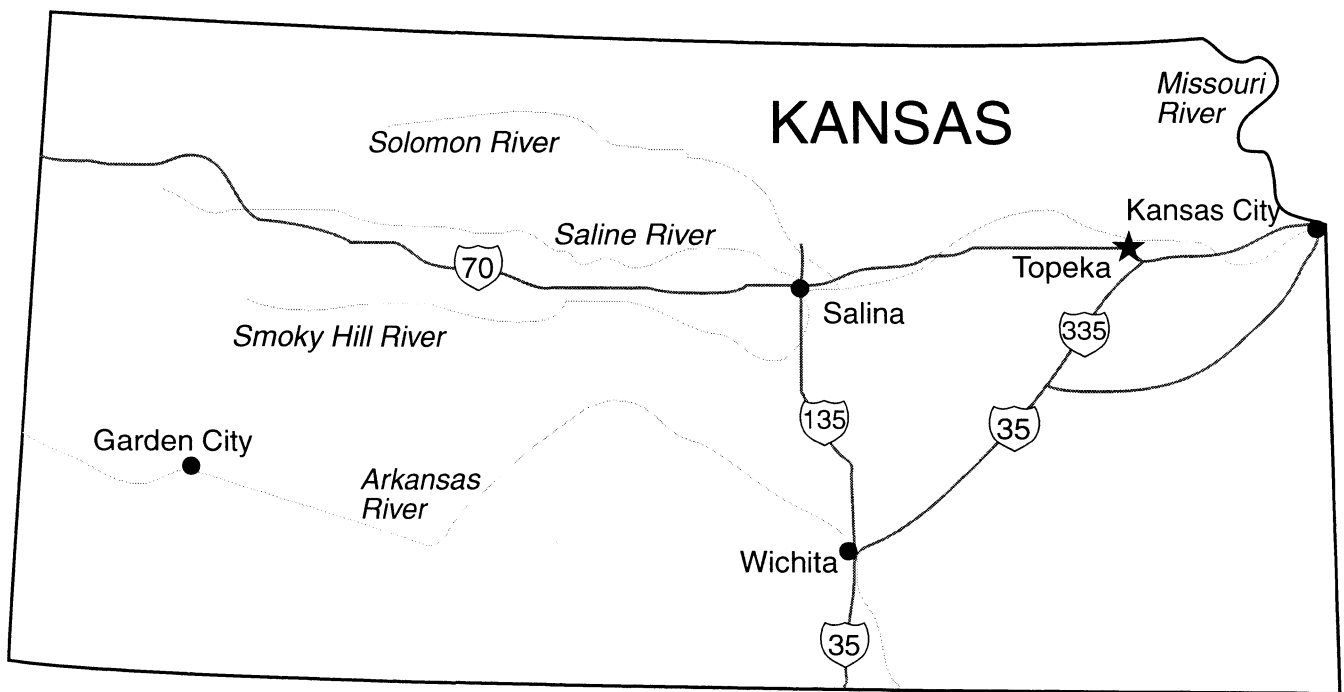 KANSAS
Missouri
River
Solomon River
Kansas City
Saline River
70
Topeka
Salina
335
Smoky Hill River
135
35
Garden City
Arkansas
River
Wichita
35